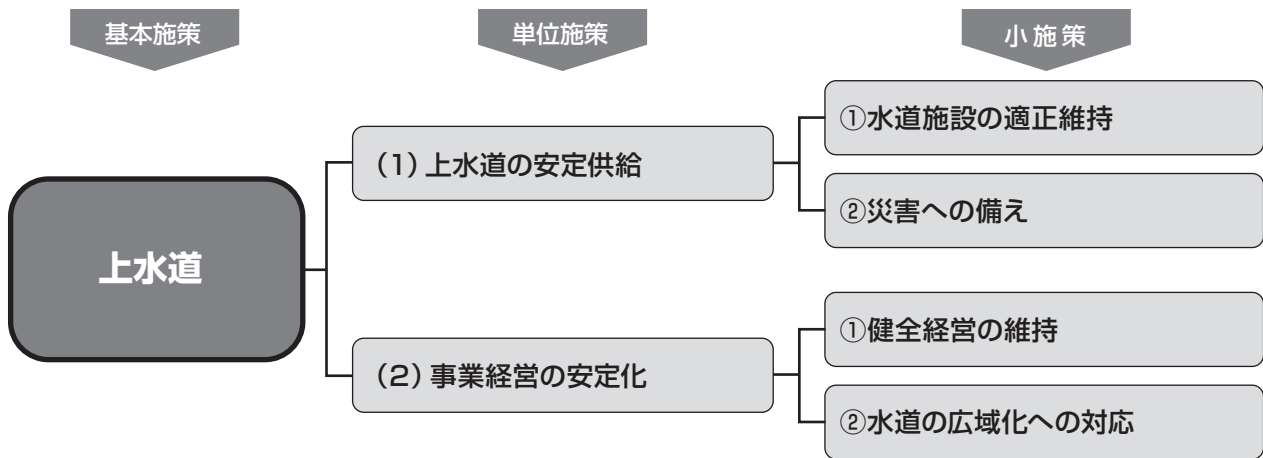 基本施策
単位施策
小施策
上水道
(1)上水道の安定供給
①水道施設の適正維持
②災害への備え
(2)事業経営の安定化
①健全経営の維持
②水道の広域化への対応